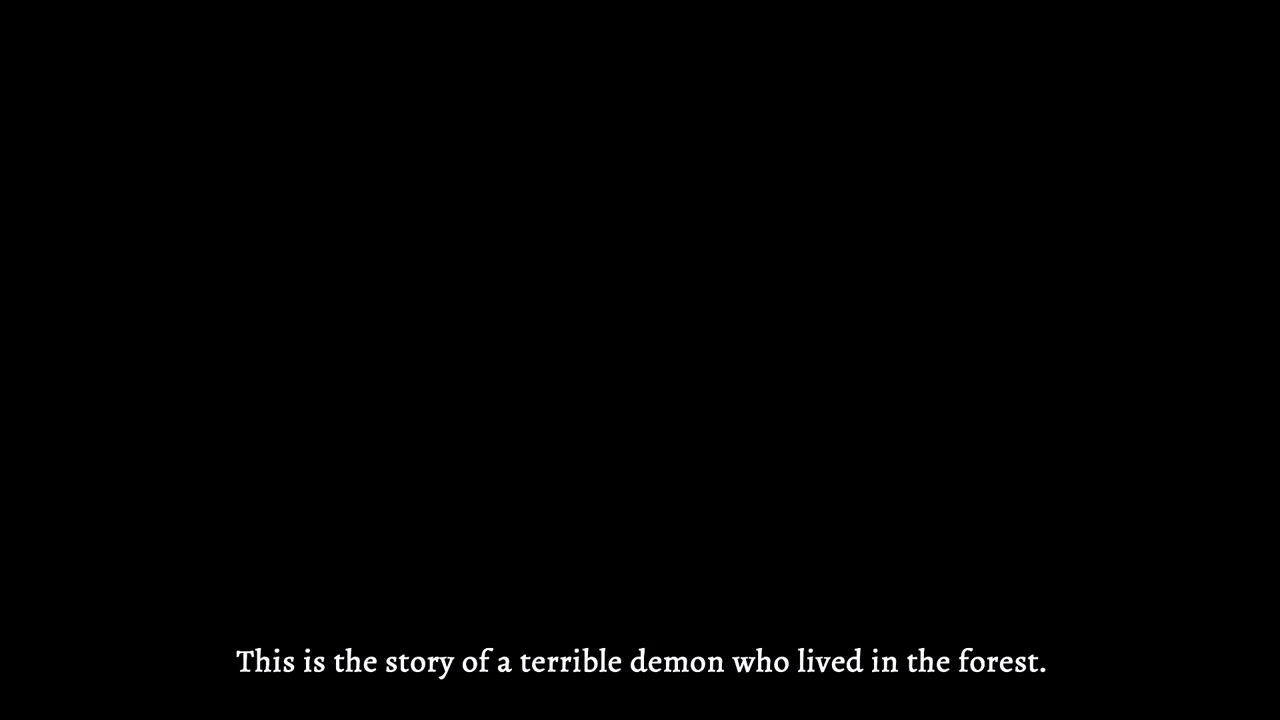 This is the story of a terrible demon who lived in the forest.